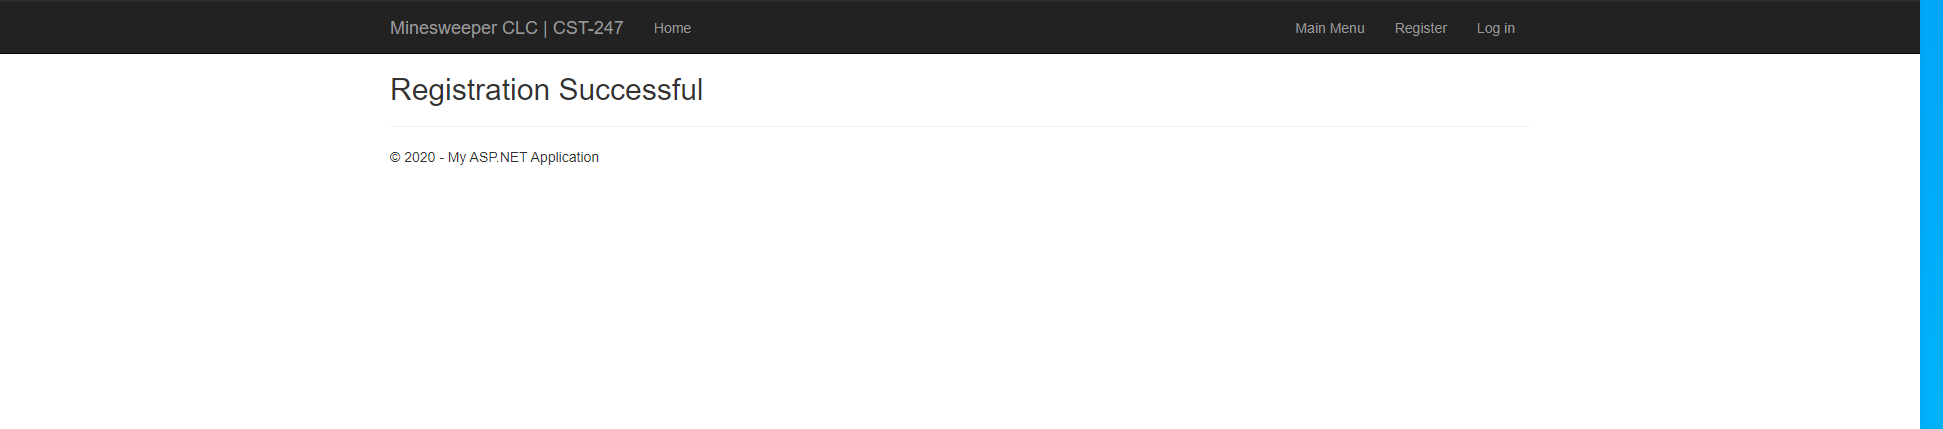 Minesweeper CLC | CST-247 Home Main Menu Register Log in
Registration Successful
© 2020 - My ASP.NET Application